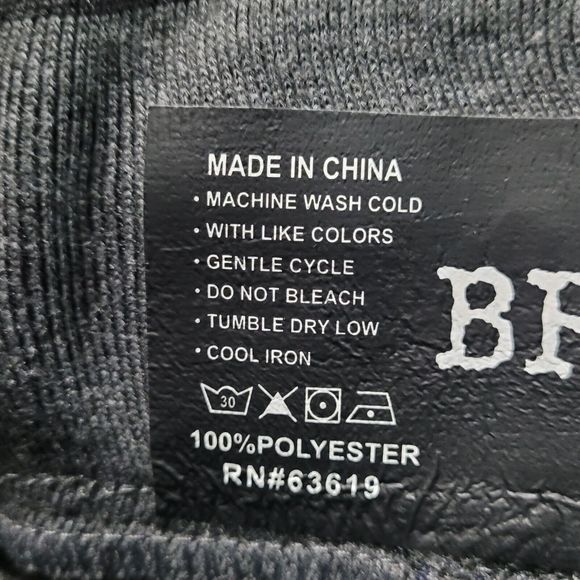 MADE IN CHINA
• MACHINE WASH COLD
• WITH LIKE COLORS
• GENTLE CYCLE
• DO NOT BLEACH
• TUMBLE DRY LOW
• COOL IRON
30
100%POLYESTER
RN#63619